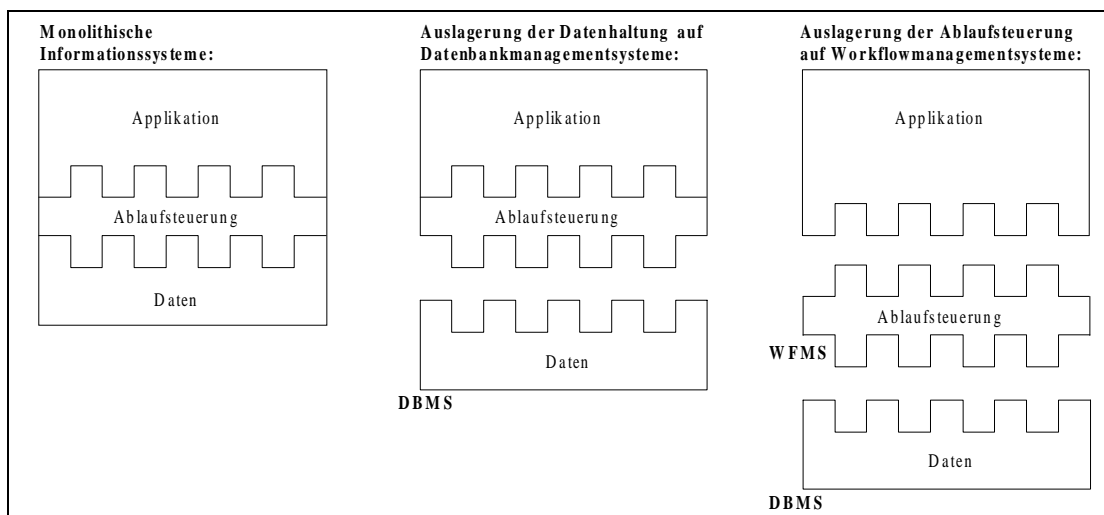 Monolithische
Informationssysteme:
Applikation
Ablaufsteuerung
Daten
Auslagerung der Datenhaltung auf
Datenbankmanagementsysteme:
Applikation
Ablaufsteuerung
Daten
DBMS
Auslagerung der Ablaufsteuerung
auf Workflowmanagementsysteme:
Applikation
Ablaufsteuerung
WFMS
Daten
DBMS